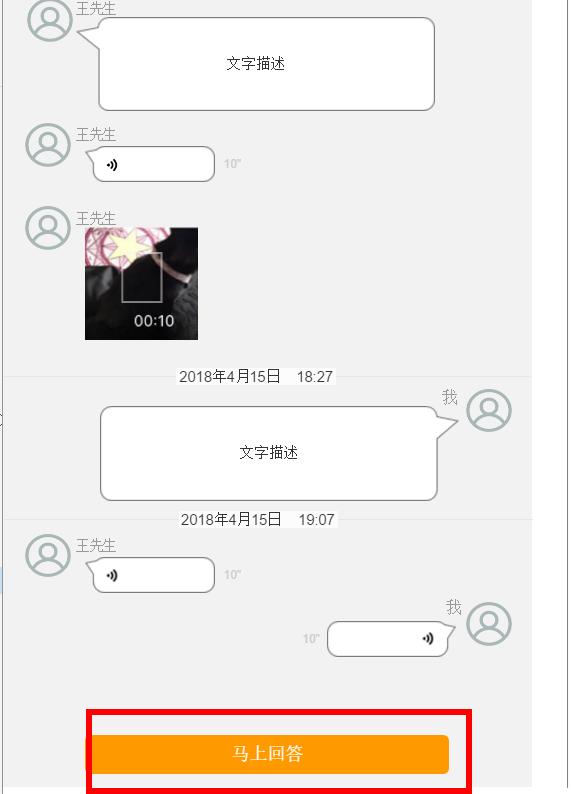 王先生
文字描述
王先生
10"
王先生
00:10
2018年4月15日 18:27
我
文字描述
2018年4月15日 19:07
王先生
10"
我
10"
马上回答